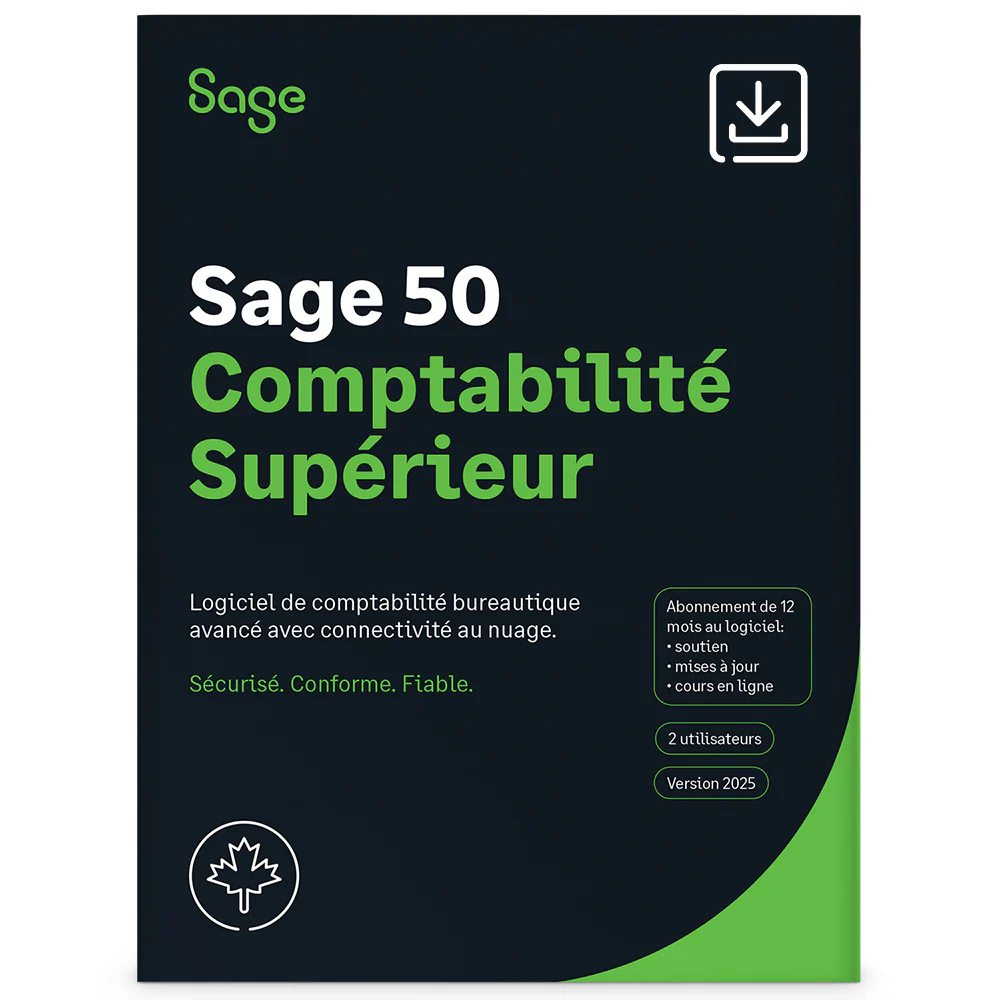 Sage
Sage 50
Comptabilité
Supérieur
Logiciel de comptabilité bureautique
avancé avec connectivité au nuage.
Sécurisé. Conforme. Fiable.
Abonnement de 12
mois au logiciel:
• soutien
• mises à jour
• cours en ligne
2 utilisateurs
Version 2025